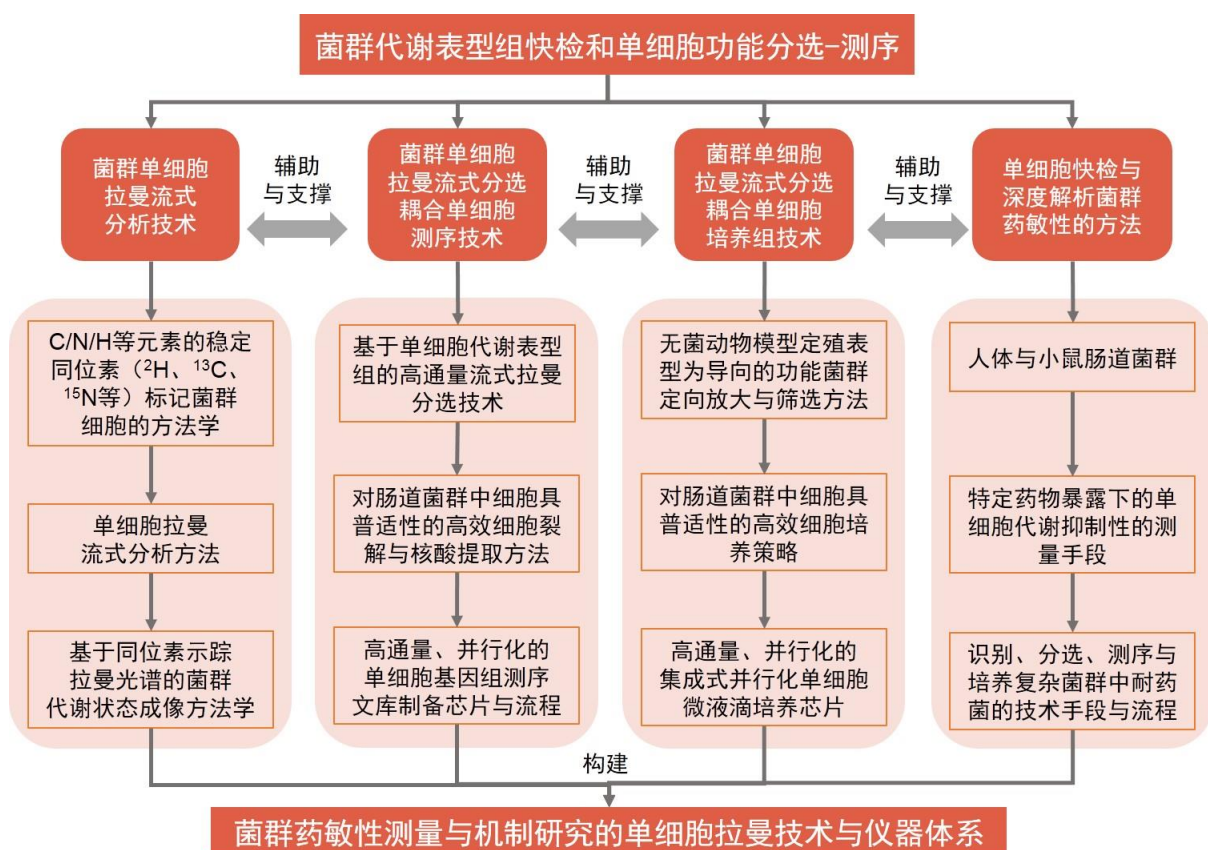 菌群代谢表型组快检和单细胞功能分选-测序
菌群单细胞
拉曼流式
分析技术
辅助
与支撑
菌群单细胞
拉曼流式分选
耦合单细胞
测序技术
辅助
与支撑
菌群单细胞
拉曼流式分选
耦合单细胞
培养组技术
辅助
与支撑
单细胞快检与
深度解析菌群
药敏性的方法
C/N/H等元素的稳定
同位素（²H、¹³C、
¹⁵N等）标记菌群
细胞的方法学
单细胞拉曼
流式分析方法
基于同位素示踪
拉曼光谱的菌群
代谢状态成像方法学
基于单细胞代谢表型
组的高通量流式拉曼
分选技术
对肠道菌群中细胞具
普适性的高效细胞裂
解与核酸提取方法
高通量、并行化的
单细胞基因组测序
文库制备芯片与流程
无菌动物模型定殖表
型为导向的功能菌群
定向放大与筛选方法
对肠道菌群中细胞具
普适性的高效细胞培
养策略
高通量、并行化的
集成式并行化单细胞
微液滴培养芯片
人体与小鼠肠道菌群
特定药物暴露下的单
细胞代谢抑制性的测
量手段
识别、分选、测序与
培养复杂菌群中耐药
菌的技术手段与流程
构建
菌群药敏性测量与机制研究的单细胞拉曼技术与仪器体系